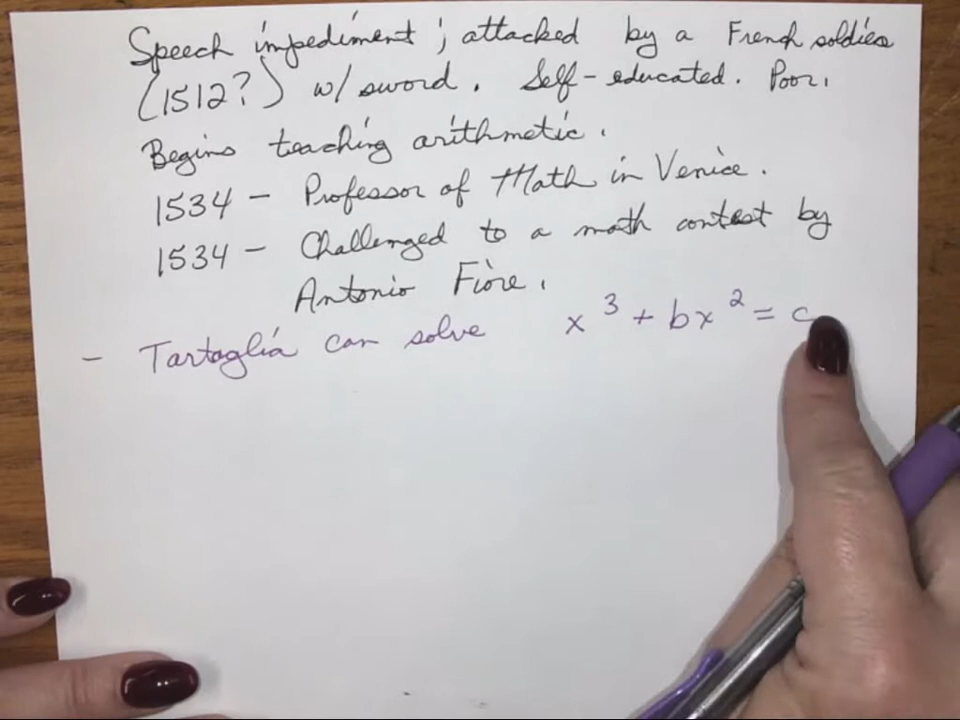 Speech impediment; attacked by a French soldier
(1512?) w/ sword. Self-educated. Poor.
Begins teaching arithmetic.
1534 - Professor of Math in Venice.
1534 - Challenged to a math contest by
Antonio Fiore.
- Tartaglia can solve x³ + bx² = c